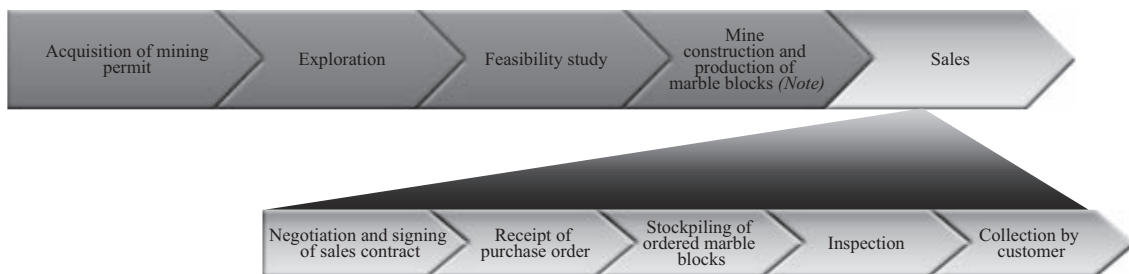 Acquisition of mining
permit
Exploration
Feasibility study
Mine
construction and
production of
marble blocks (Note)
Sales
Negotiation and signing
of sales contract
Receipt of
purchase order
Stockpiling of
ordered marble
blocks
Inspection
Collection by
customer